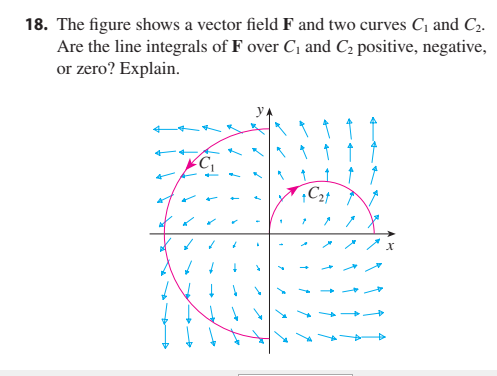 18. The figure shows a vector field F and two curves C₁ and C₂.
Are the line integrals of F over C₁ and C₂ positive, negative,
or zero? Explain.
y
C₁
C₂
x